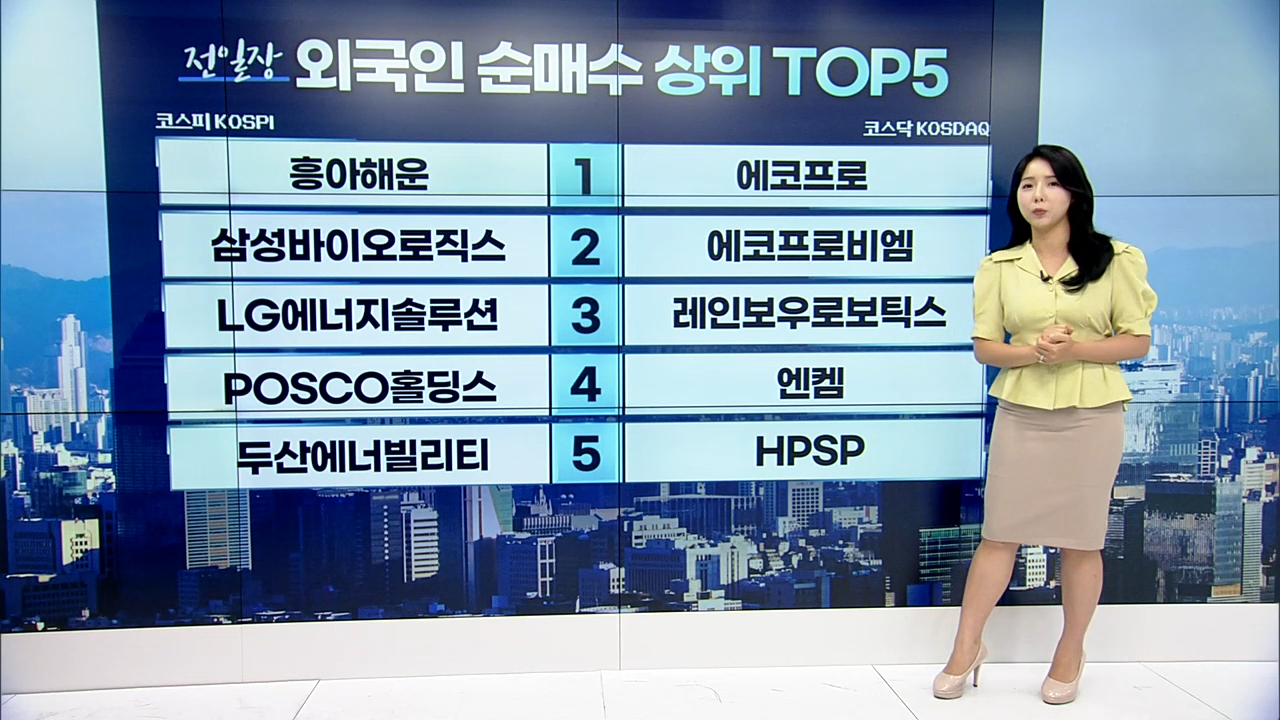 전일장 외국인 순매수 상위 TOP5
코스피 KOSPI 코스닥 KOSDAQ
흥아해운 1 에코프로
삼성바이오로직스 2 에코프로비엠
LG에너지솔루션 3 레인보우로보틱스
POSCO홀딩스 4 엔켐
두산에너빌리티 5 HPSP